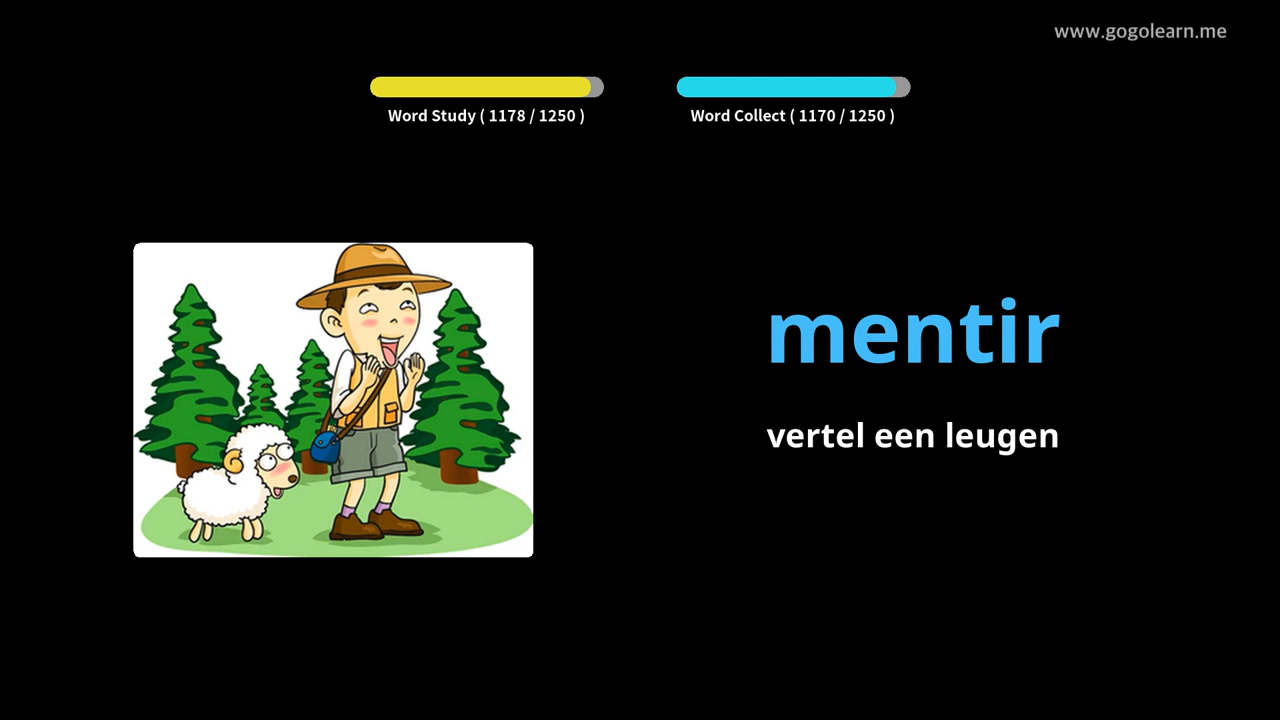 www.gogolearn.me
Word Study ( 1178 / 1250 )
Word Collect ( 1170 / 1250 )
mentir
vertel een leugen